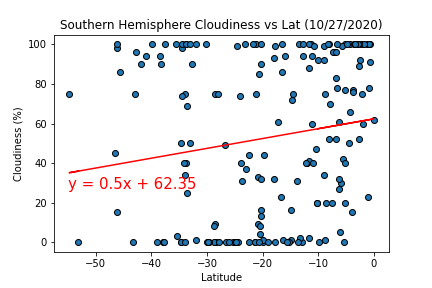 Southern Hemisphere Cloudiness vs Lat (10/27/2020)
100
80
60
40
20
0
Cloudiness (%)
y = 0.5x + 62.35
−50 −40 −30 −20 −10 0
Latitude